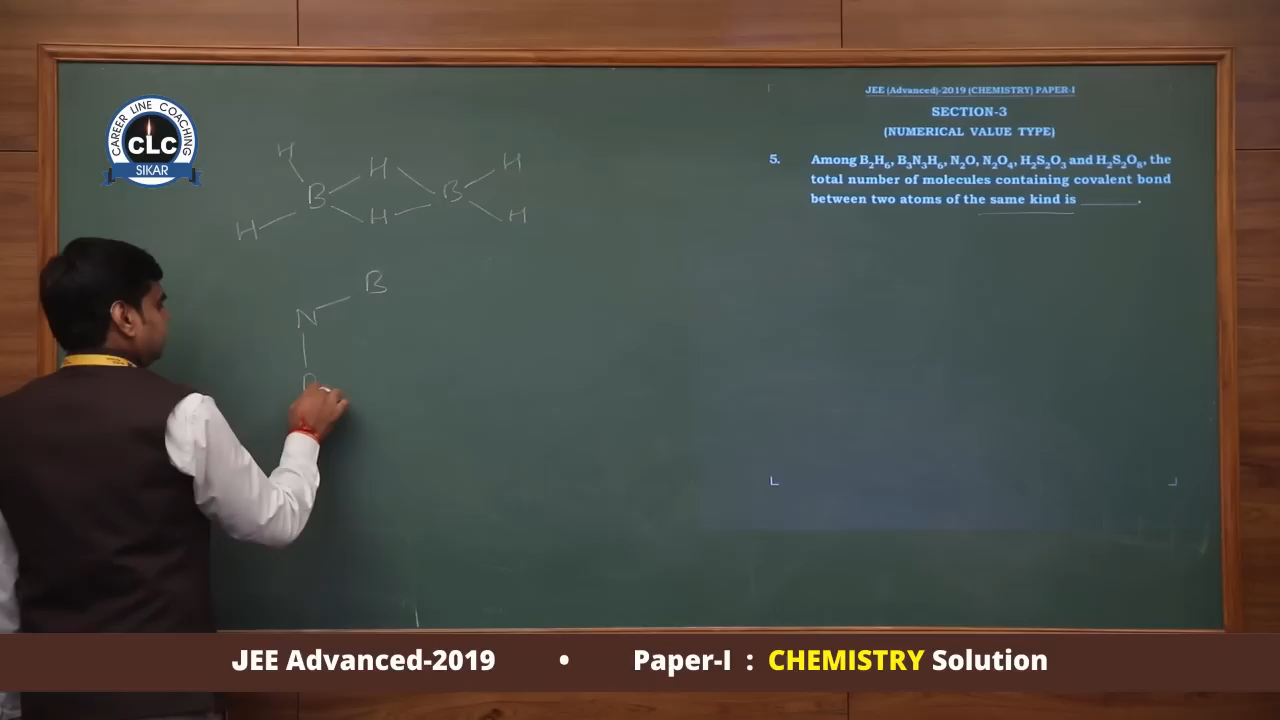 JEE (Advanced)-2019 (CHEMISTRY) PAPER-I
SECTION-3
(NUMERICAL VALUE TYPE)
5. Among B₂H₆, B₃N₃H₆, N₂O, N₂O₄, H₂S₂O₃ and H₂S₂O₈, the
total number of molecules containing covalent bond
between two atoms of the same kind is ________.
CAREER LINE COACHING
CLC
SIKAR
H H H
B B
H H H
B
N
JEE Advanced-2019 • Paper-I : CHEMISTRY Solution